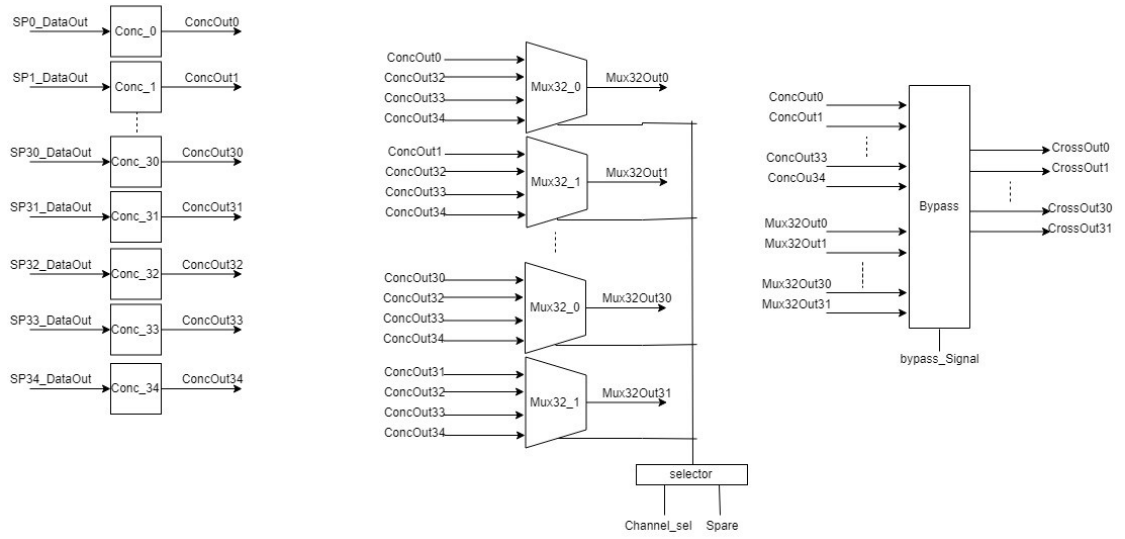 SP0_DataOut
Conc_0
ConcOut0
SP1_DataOut
Conc_1
ConcOut1
SP30_DataOut
Conc_30
ConcOut30
SP31_DataOut
Conc_31
ConcOut31
SP32_DataOut
Conc_32
ConcOut32
SP33_DataOut
Conc_33
ConcOut33
SP34_DataOut
Conc_34
ConcOut34
ConcOut0
ConcOut32
ConcOut33
ConcOut34
Mux32_0
Mux32Out0
ConcOut1
ConcOut32
ConcOut33
ConcOut34
Mux32_1
Mux32Out1
ConcOut30
ConcOut32
ConcOut33
ConcOut34
Mux32_0
Mux32Out30
ConcOut31
ConcOut32
ConcOut33
ConcOut34
Mux32_1
Mux32Out31
selector
Channel_sel
Spare
ConcOut0
ConcOut1
ConcOut33
ConcOu34
Mux32Out0
Mux32Out1
Mux32Out30
Mux32Out31
Bypass
bypass_Signal
CrossOut0
CrossOut1
CrossOut30
CrossOut31